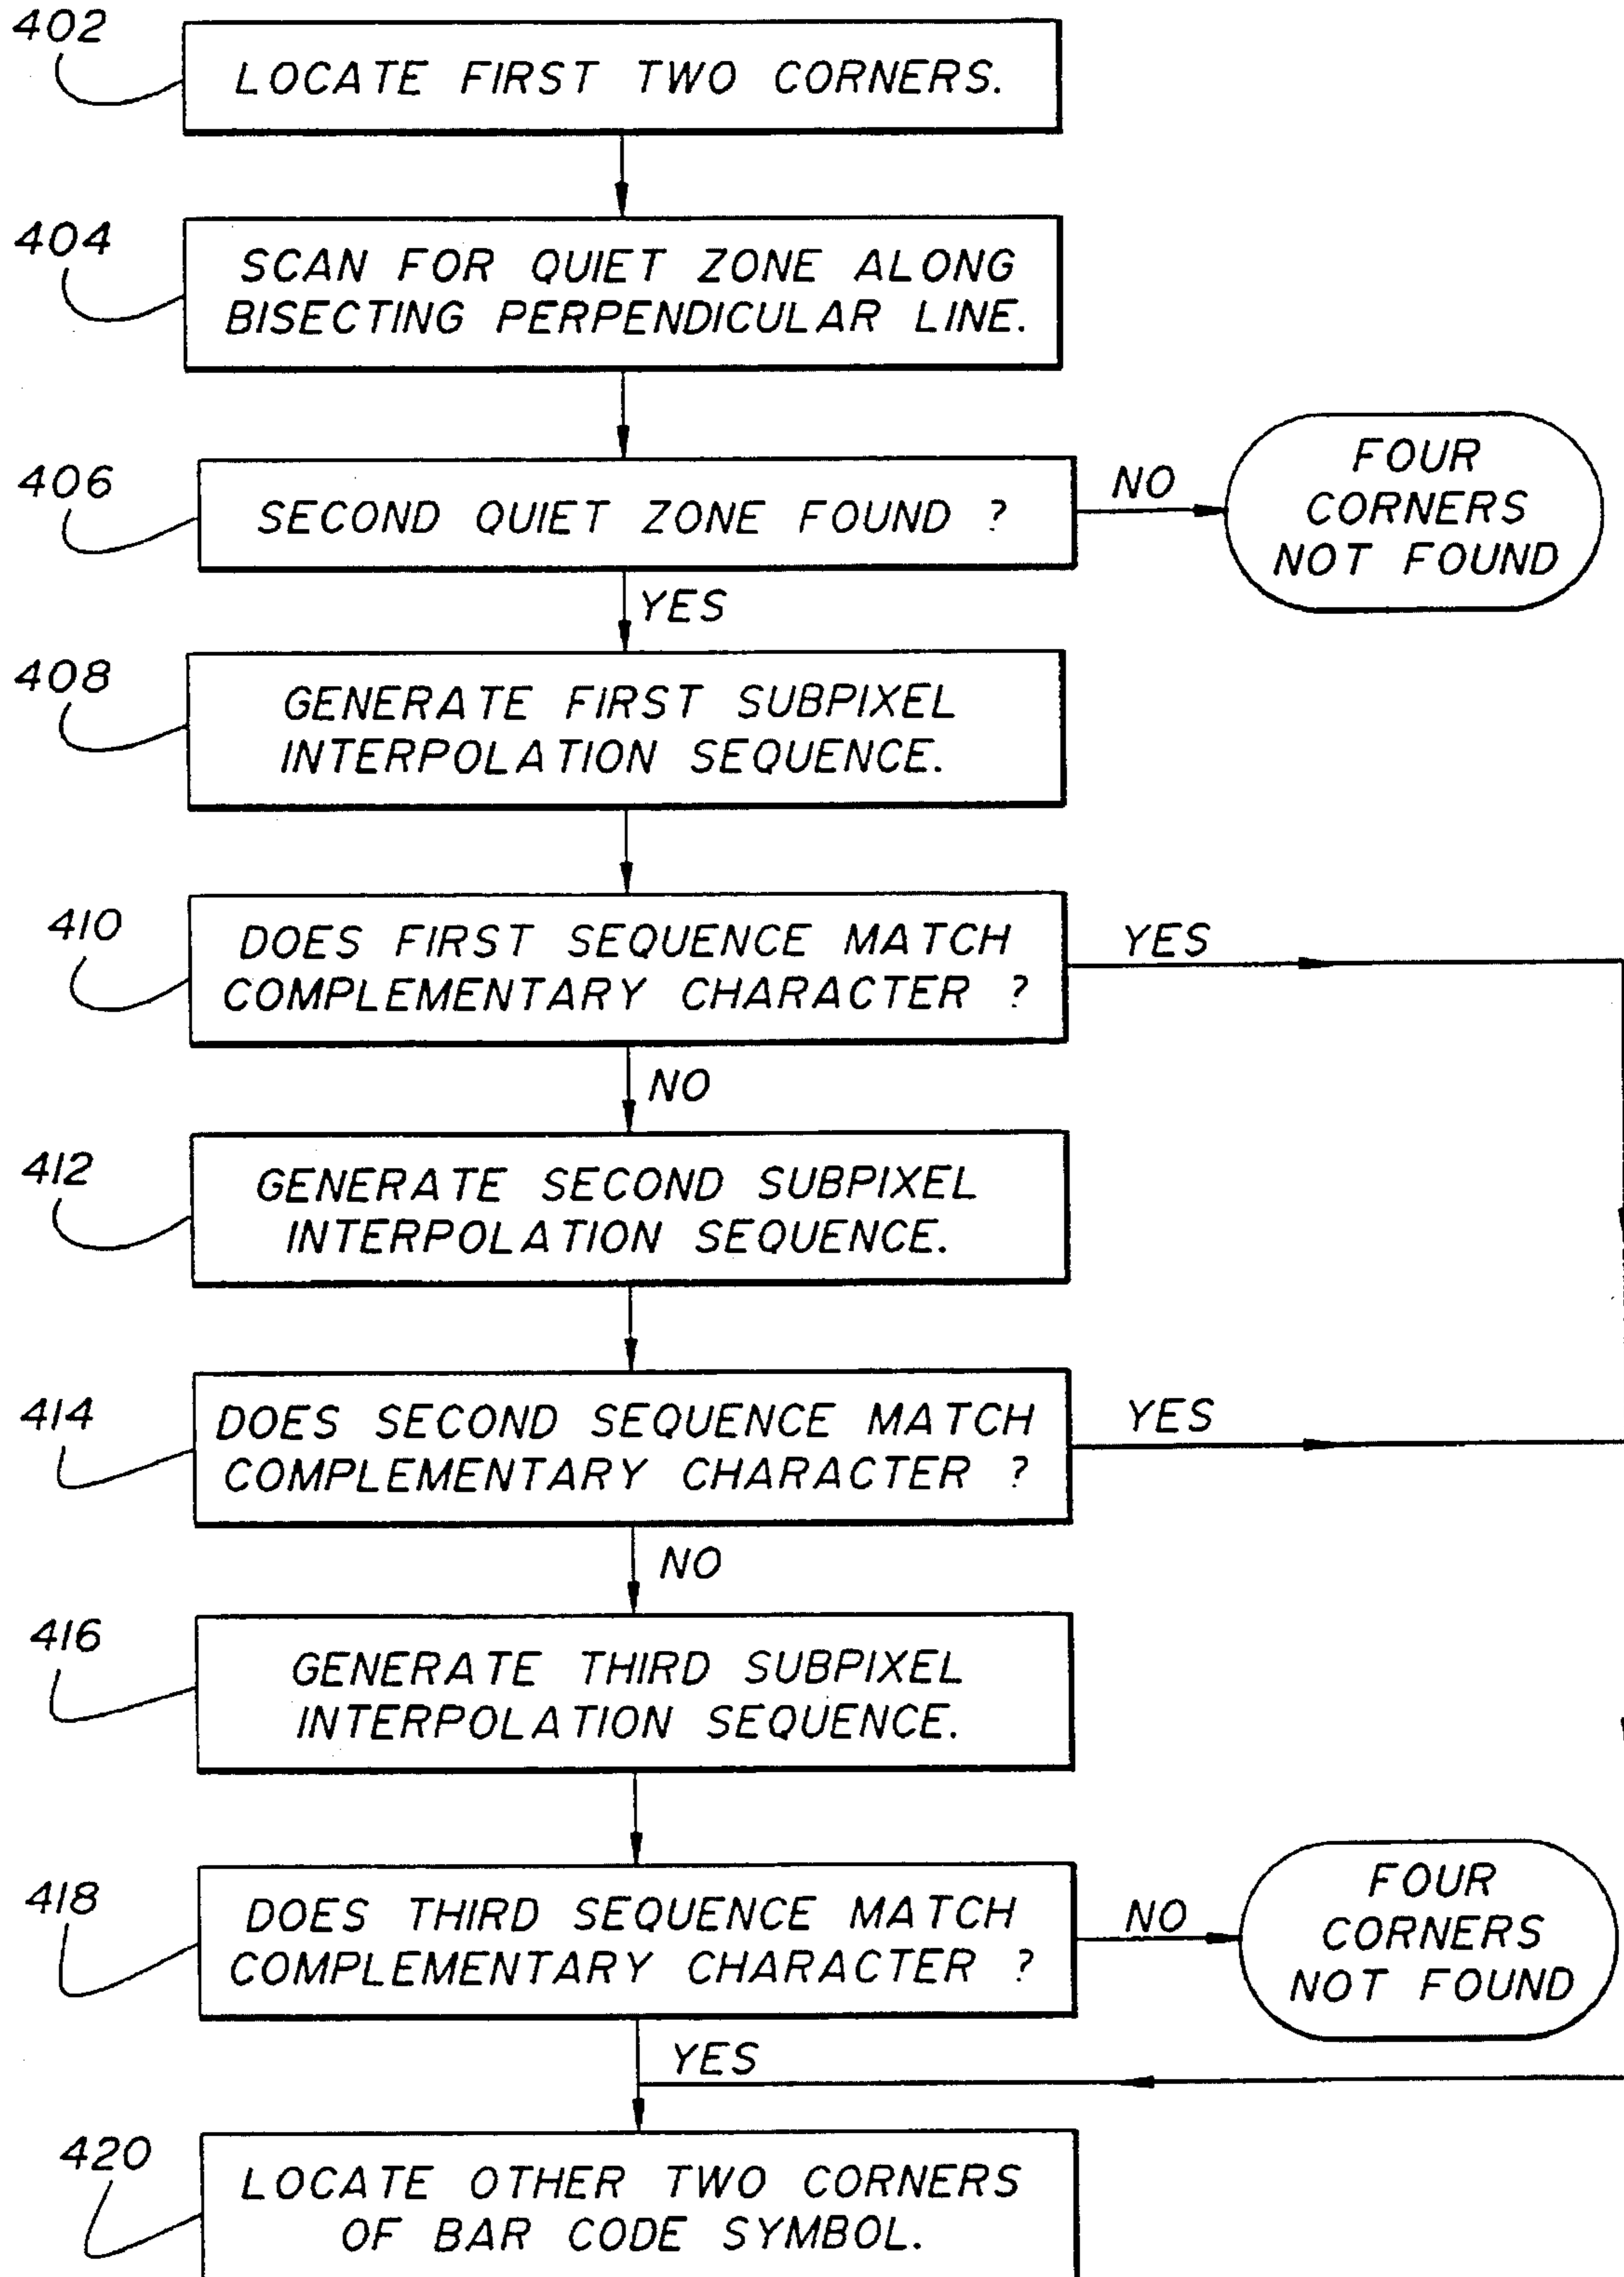 402
LOCATE FIRST TWO CORNERS.
404
SCAN FOR QUIET ZONE ALONG
BISECTING PERPENDICULAR LINE.
406
SECOND QUIET ZONE FOUND ?
NO
FOUR
CORNERS
NOT FOUND
YES
408
GENERATE FIRST SUBPIXEL
INTERPOLATION SEQUENCE.
410
DOES FIRST SEQUENCE MATCH
COMPLEMENTARY CHARACTER ?
YES
NO
412
GENERATE SECOND SUBPIXEL
INTERPOLATION SEQUENCE.
414
DOES SECOND SEQUENCE MATCH
COMPLEMENTARY CHARACTER ?
YES
NO
416
GENERATE THIRD SUBPIXEL
INTERPOLATION SEQUENCE.
418
DOES THIRD SEQUENCE MATCH
COMPLEMENTARY CHARACTER ?
NO
FOUR
CORNERS
NOT FOUND
YES
420
LOCATE OTHER TWO CORNERS
OF BAR CODE SYMBOL.